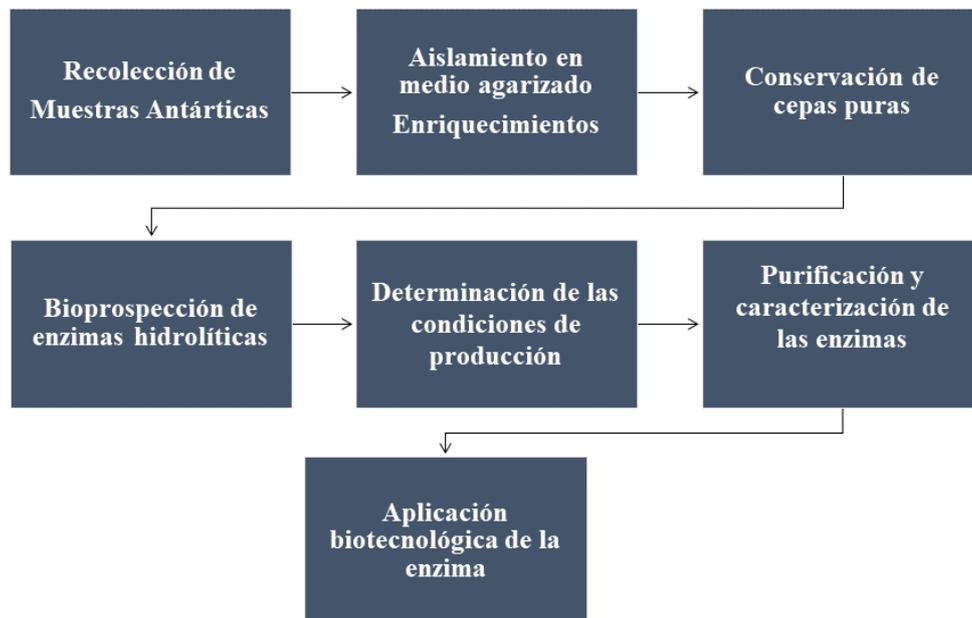 Recolección de
Muestras Antárticas
Aislamiento en
medio agarizado
Enriquecimientos
Conservación de
cepas puras
Bioprospección de
enzimas hidrolíticas
Determinación de las
condiciones de
producción
Purificación y
caracterización de
las enzimas
Aplicación
biotecnológica de la
enzima